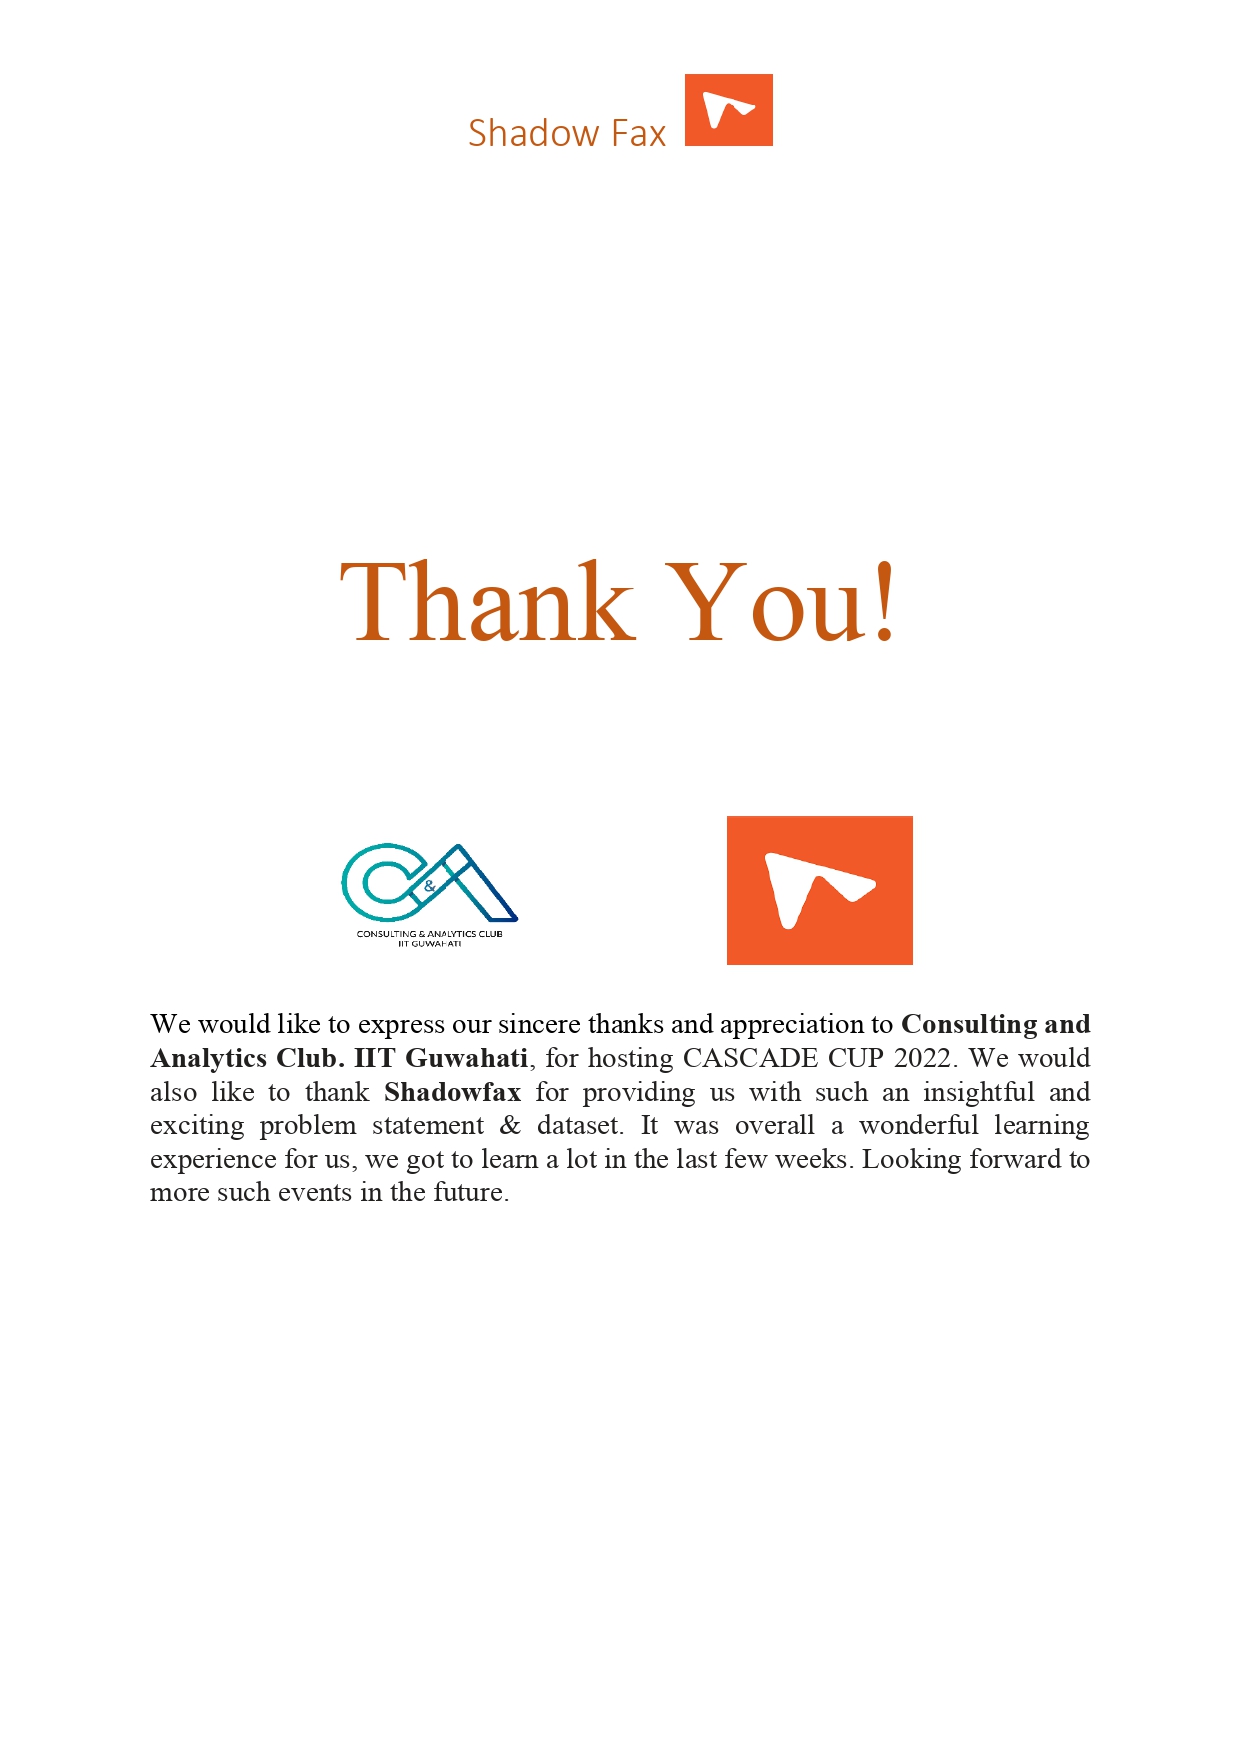 Shadow Fax
Thank You!
&
CONSULTING & ANALYTICS CLUB
IIT GUWAHATI
We would like to express our sincere thanks and appreciation to Consulting and
Analytics Club. IIT Guwahati, for hosting CASCADE CUP 2022. We would
also like to thank Shadowfax for providing us with such an insightful and
exciting problem statement & dataset. It was overall a wonderful learning
experience for us, we got to learn a lot in the last few weeks. Looking forward to
more such events in the future.